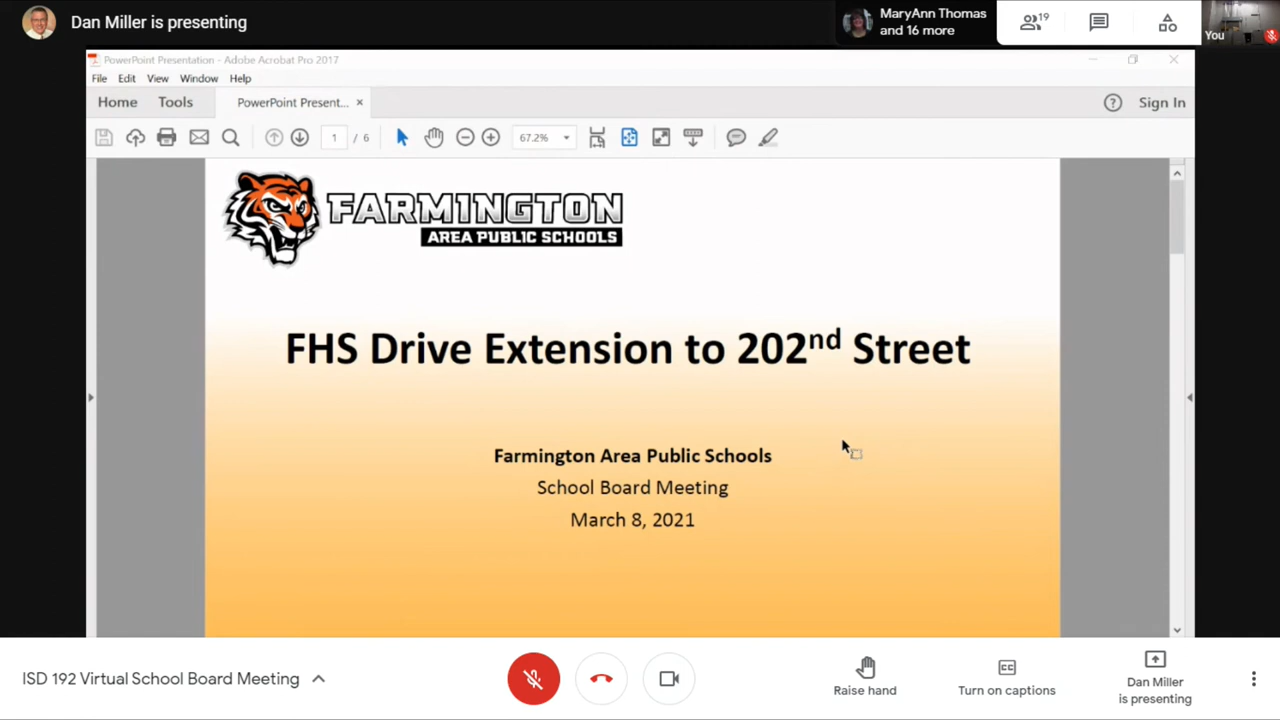 Dan Miller is presenting
MaryAnn Thomas
and 16 more
19
You
PowerPoint Presentation - Adobe Acrobat Pro 2017
File Edit View Window Help
Home Tools PowerPoint Present... ×
? Sign In
1 / 6 67.2%
FARMINGTON
AREA PUBLIC SCHOOLS
FHS Drive Extension to 202nd Street
Farmington Area Public Schools
School Board Meeting
March 8, 2021
ISD 192 Virtual School Board Meeting
Raise hand
CC
Turn on captions
Dan Miller
is presenting